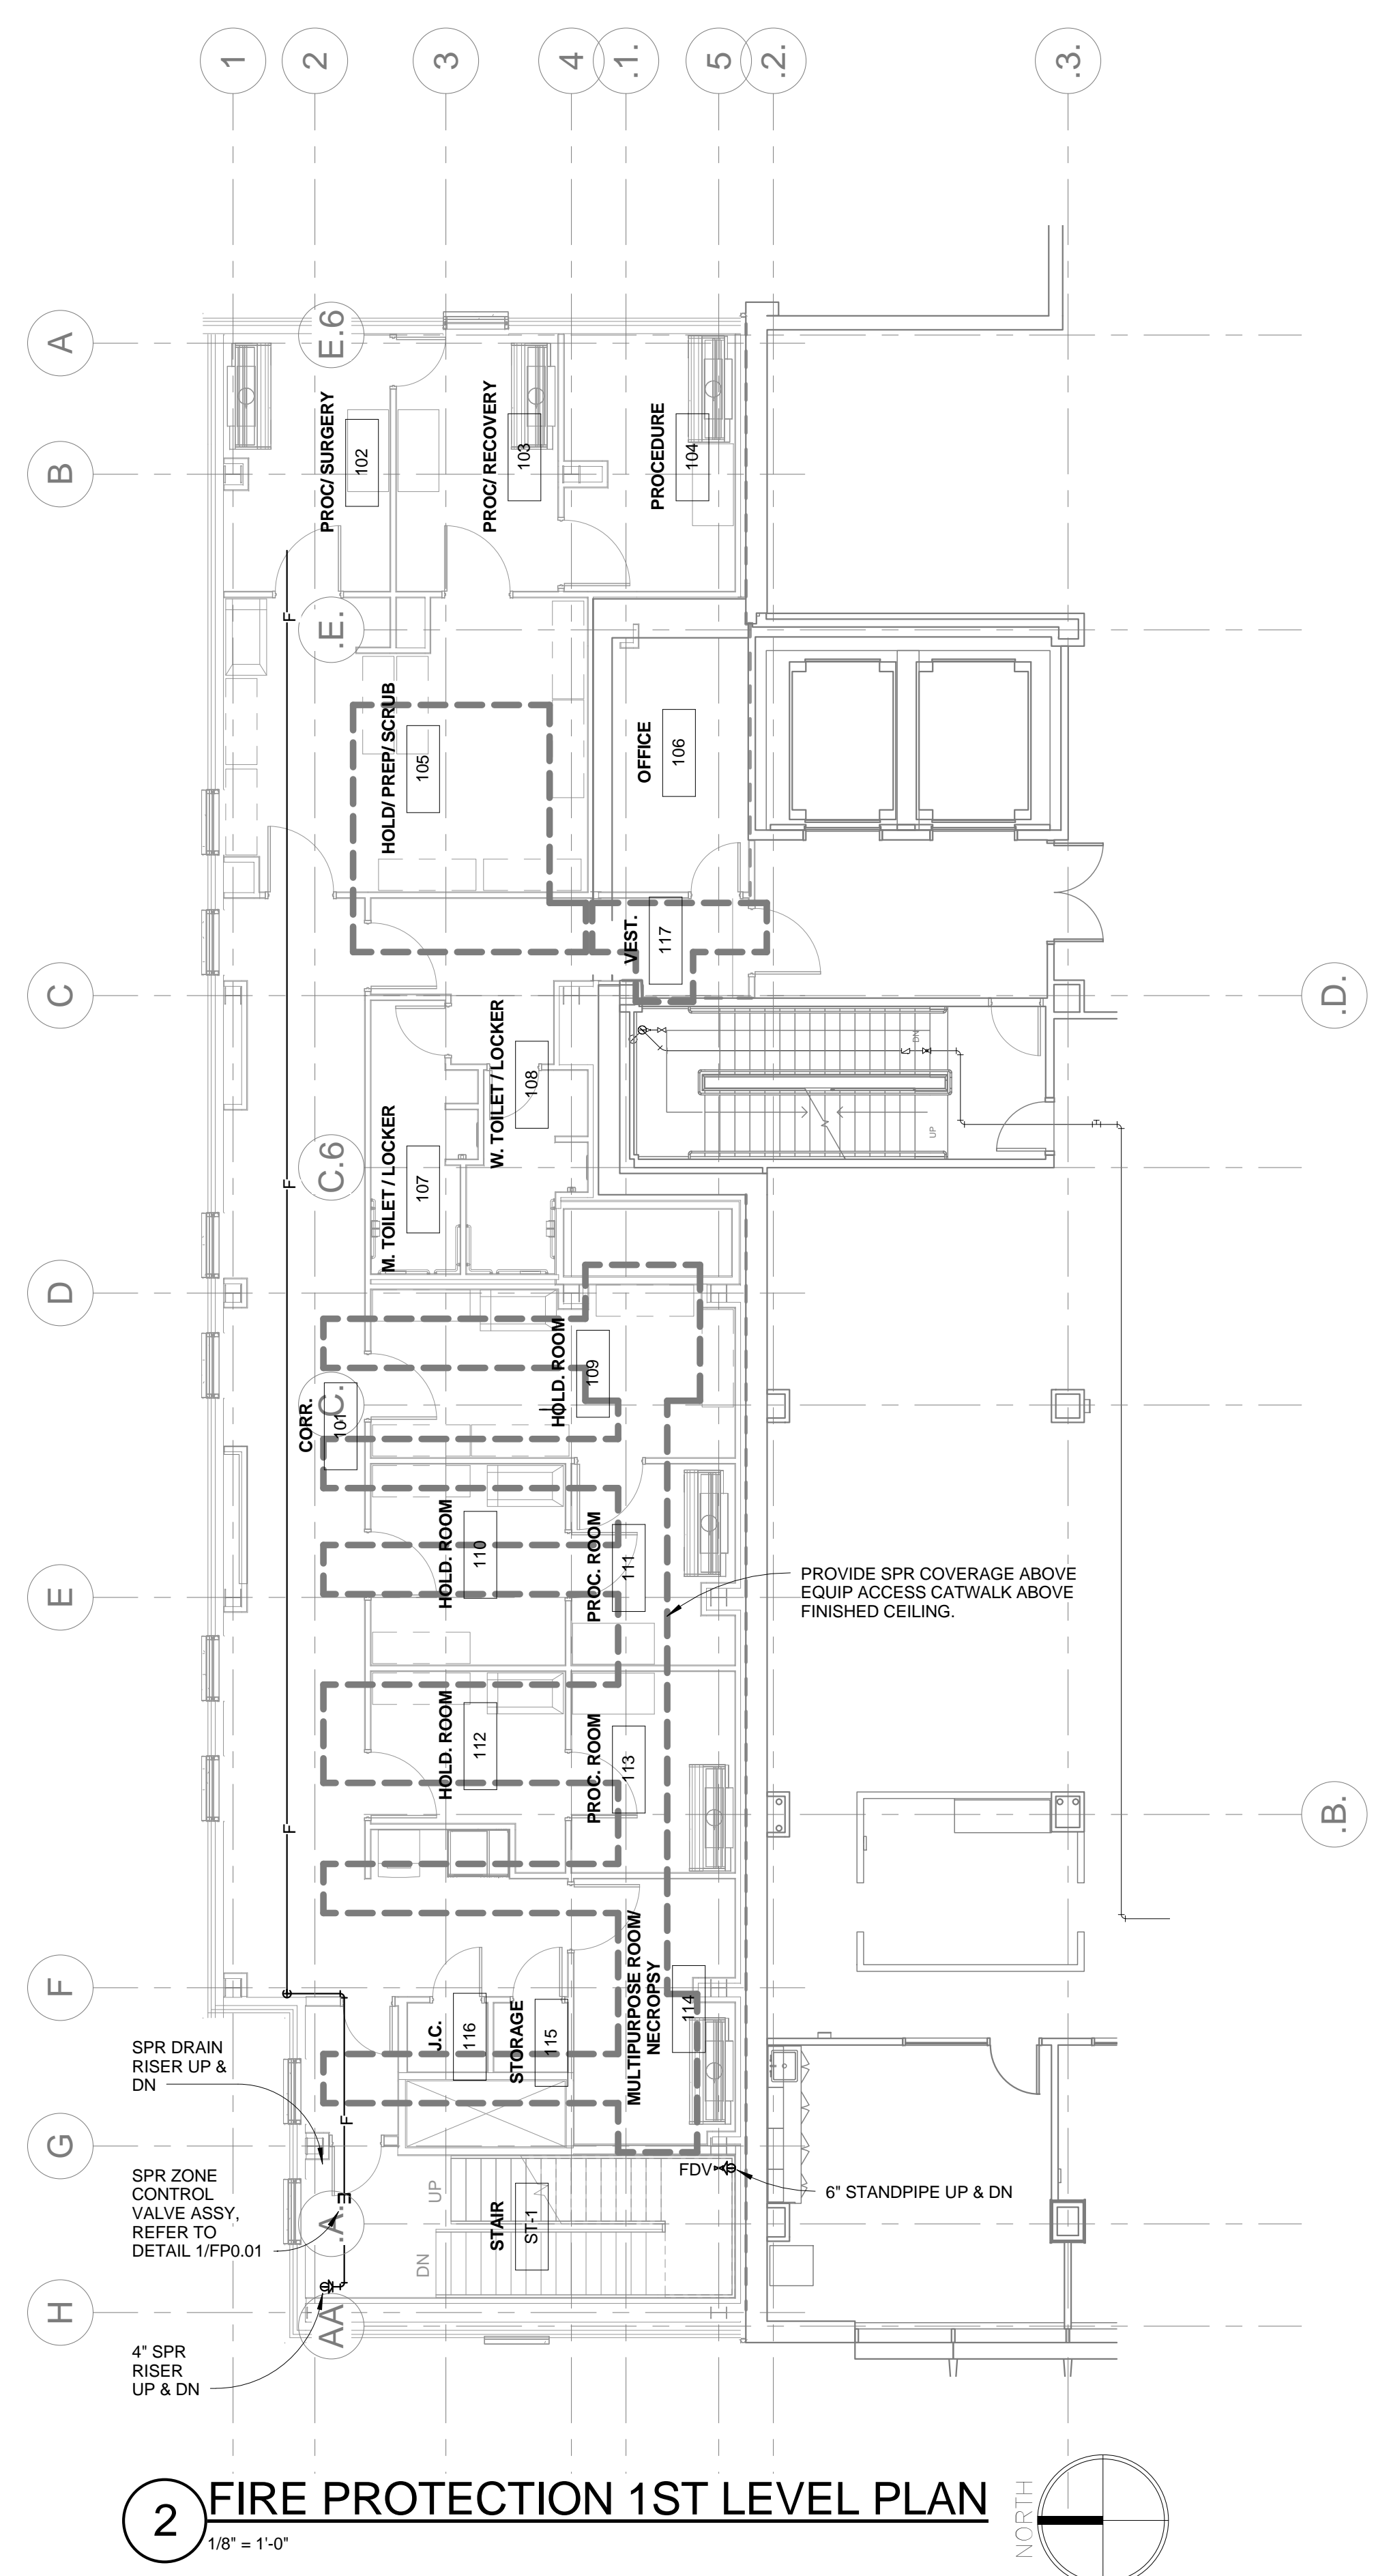 1
2
3
4
.1.
5
.2.
.3.
A
E.6
PROC/ SURGERY
102
PROC/ RECOVERY
103
PROCEDURE
104
B
F
.E.
HOLD/ PREP/ SCRUB
105
OFFICE
106
VEST.
117
C
.D.
W. TOILET / LOCKER
108
DN
UP
F
C.6
M. TOILET / LOCKER
107
D
HOLD. ROOM
109
CORR.
101
C.
HOLD. ROOM
110
PROC. ROOM
111
E
PROVIDE SPR COVERAGE ABOVE
EQUIP ACCESS CATWALK ABOVE
FINISHED CEILING.
HOLD. ROOM
112
PROC. ROOM
113
F
.B.
MULTIPURPOSE ROOM/
NECROPSY
114
F
J.C.
116
STORAGE
115
SPR DRAIN
RISER UP &
DN
F
G
FDV
6" STANDPIPE UP & DN
SPR ZONE
CONTROL
VALVE ASSY,
REFER TO
DETAIL 1/FP0.01
.A.
UP
STAIR
ST-1
DN
H
AA
4" SPR
RISER
UP & DN
2
FIRE PROTECTION 1ST LEVEL PLAN
1/8" = 1'-0"
NORTH